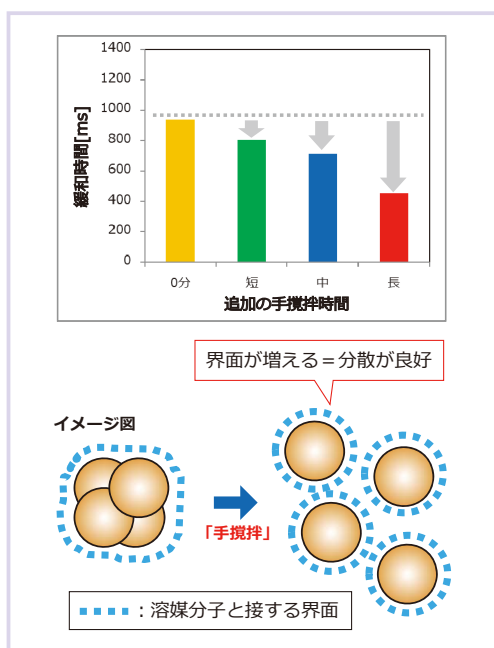 1400
1200
1000
800
600
400
200
0
緩和時間[ms]
0分 短 中 長
追加の手撹拌時間
界面が増える＝分散が良好
イメージ図
「手撹拌」
：溶媒分子と接する界面